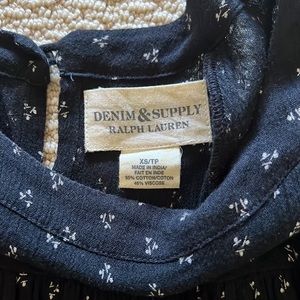 DENIM & SUPPLY
RALPH LAUREN
XS/TP
MADE IN INDIA/
FAIT EN INDE
55% COTTON/COTON
45% VISCOSE